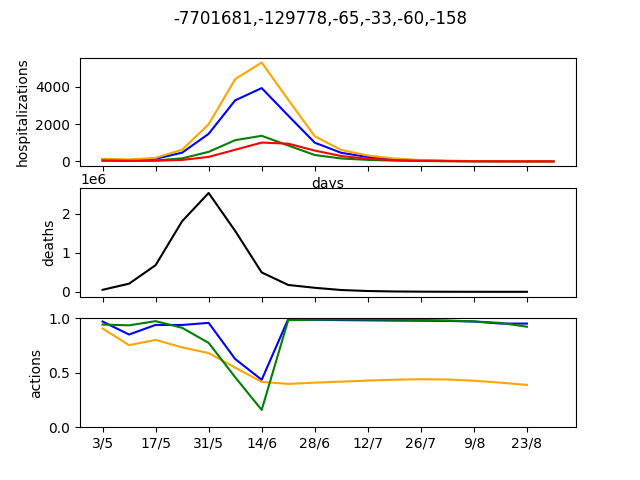 -7701681,-129778,-65,-33,-60,-158
hospitalizations
4000
2000
0
days
1e6
deaths
2
1
0
actions
1.0
0.5
0.0
3/5 17/5 31/5 14/6 28/6 12/7 26/7 9/8 23/8